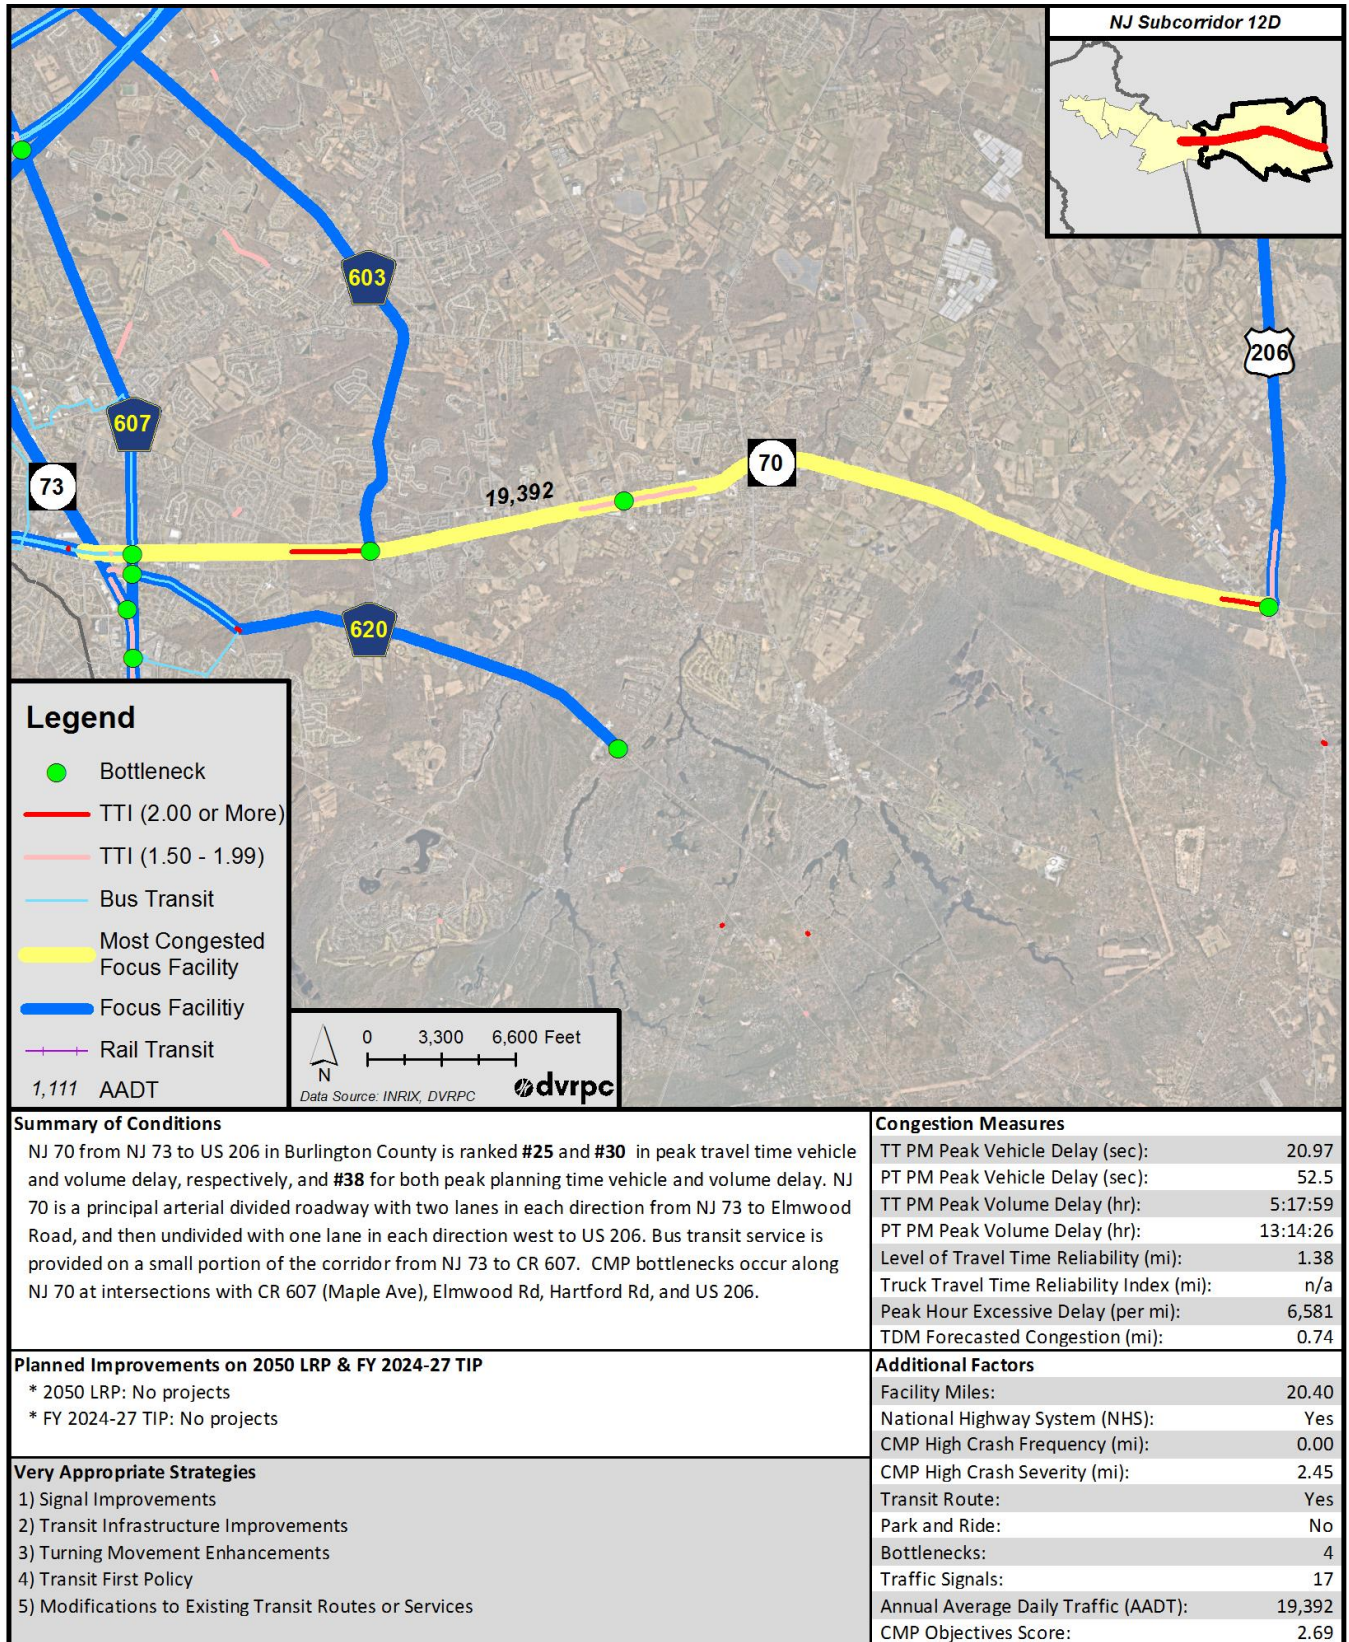 NJ Subcorridor 12D
603
206
607
73
70
19,392
620
Legend
Bottleneck
TTI (2.00 or More)
TTI (1.50 - 1.99)
Bus Transit
Most Congested
Focus Facility
Focus Facilitiy
Rail Transit
1,111 AADT
N
0 3,300 6,600 Feet
Data Source: INRIX, DVRPC
dvrpc
Summary of Conditions
NJ 70 from NJ 73 to US 206 in Burlington County is ranked #25 and #30 in peak travel time vehicle
and volume delay, respectively, and #38 for both peak planning time vehicle and volume delay. NJ
70 is a principal arterial divided roadway with two lanes in each direction from NJ 73 to Elmwood
Road, and then undivided with one lane in each direction west to US 206. Bus transit service is
provided on a small portion of the corridor from NJ 73 to CR 607. CMP bottlenecks occur along
NJ 70 at intersections with CR 607 (Maple Ave), Elmwood Rd, Hartford Rd, and US 206.
Planned Improvements on 2050 LRP & FY 2024-27 TIP
* 2050 LRP: No projects
* FY 2024-27 TIP: No projects
Very Appropriate Strategies
1) Signal Improvements
2) Transit Infrastructure Improvements
3) Turning Movement Enhancements
4) Transit First Policy
5) Modifications to Existing Transit Routes or Services
Congestion Measures
TT PM Peak Vehicle Delay (sec): 20.97
PT PM Peak Vehicle Delay (sec): 52.5
TT PM Peak Volume Delay (hr): 5:17:59
PT PM Peak Volume Delay (hr): 13:14:26
Level of Travel Time Reliability (mi): 1.38
Truck Travel Time Reliability Index (mi): n/a
Peak Hour Excessive Delay (per mi): 6,581
TDM Forecasted Congestion (mi): 0.74
Additional Factors
Facility Miles: 20.40
National Highway System (NHS): Yes
CMP High Crash Frequency (mi): 0.00
CMP High Crash Severity (mi): 2.45
Transit Route: Yes
Park and Ride: No
Bottlenecks: 4
Traffic Signals: 17
Annual Average Daily Traffic (AADT): 19,392
CMP Objectives Score: 2.69